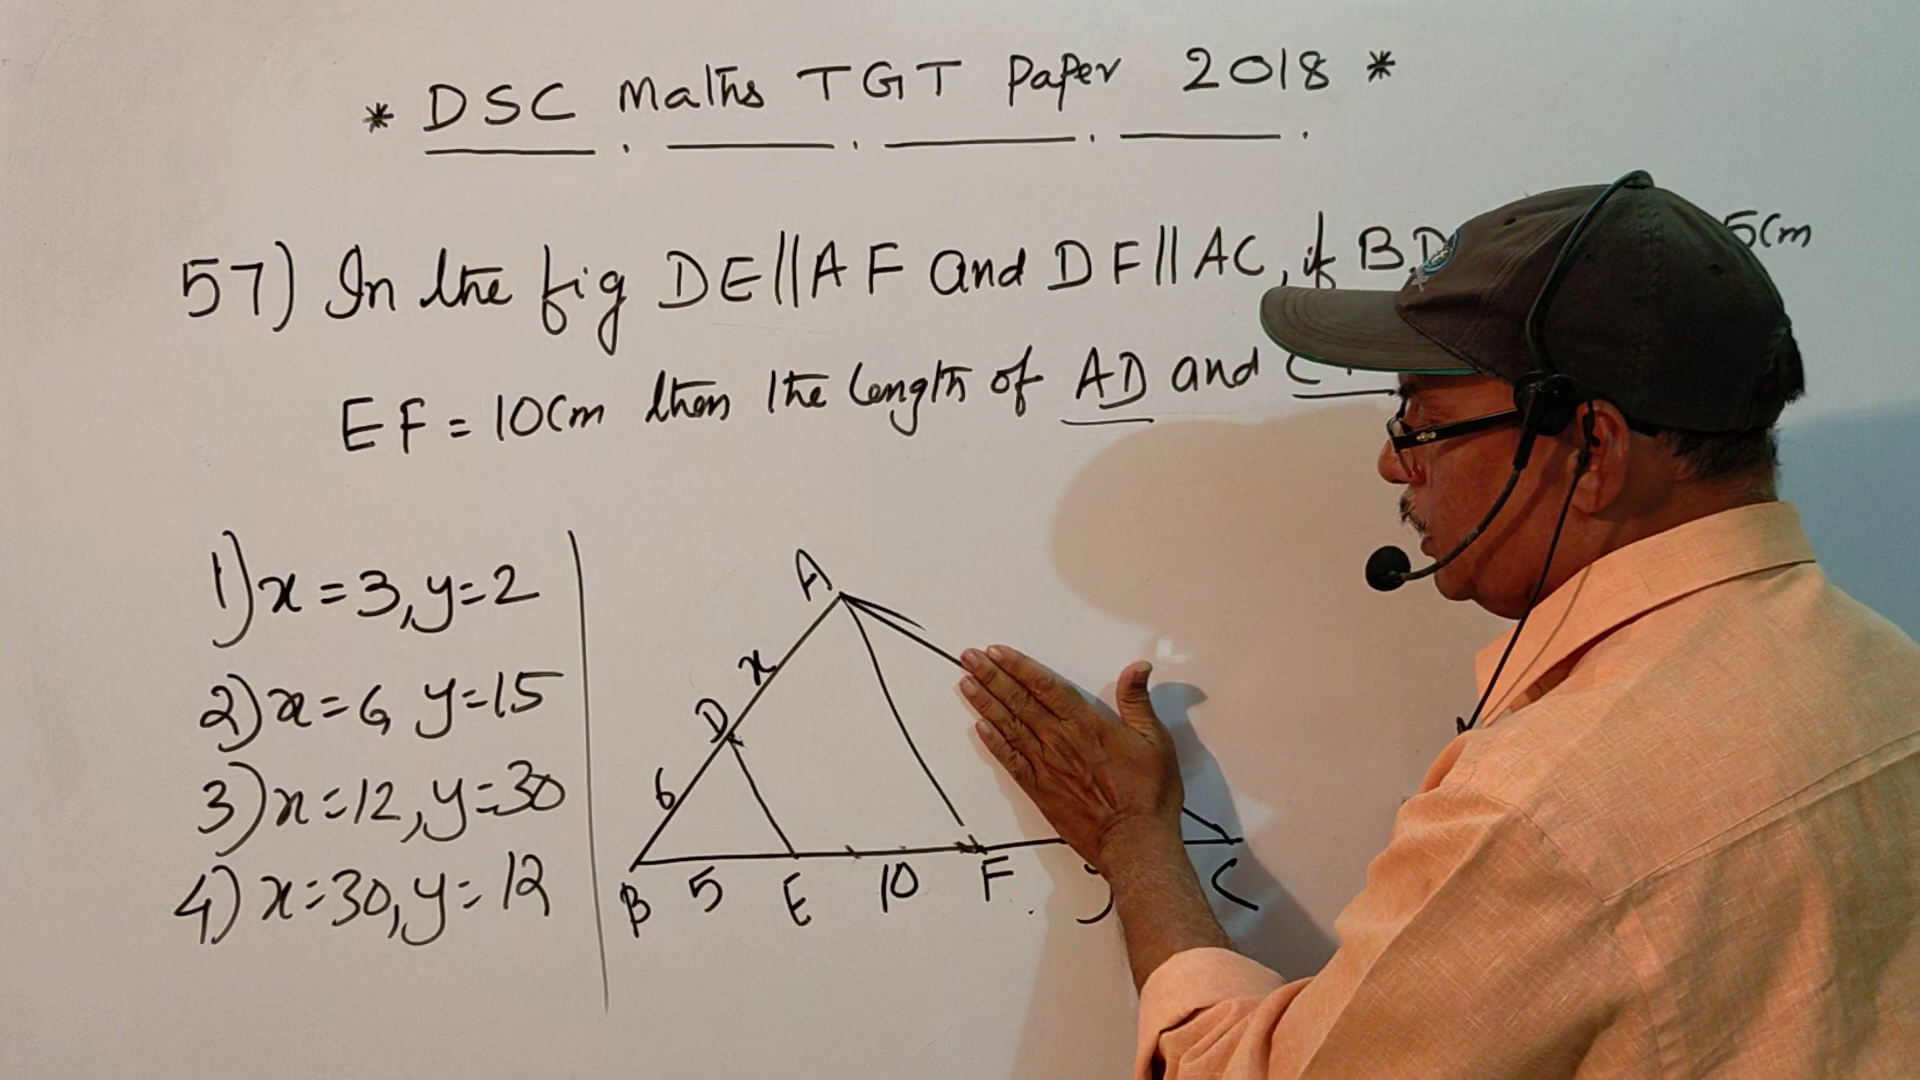 * DSC Maths TGT Paper 2018 *
57) In the fig DE||AF and DF||AC, if BD 5cm
EF = 10cm then the length of AD and
1) x = 3, y = 2
2) x = 6, y = 15
3) x = 12, y = 30
4) x = 30, y = 12
A
x
D
6
B 5 E 10 F . y C